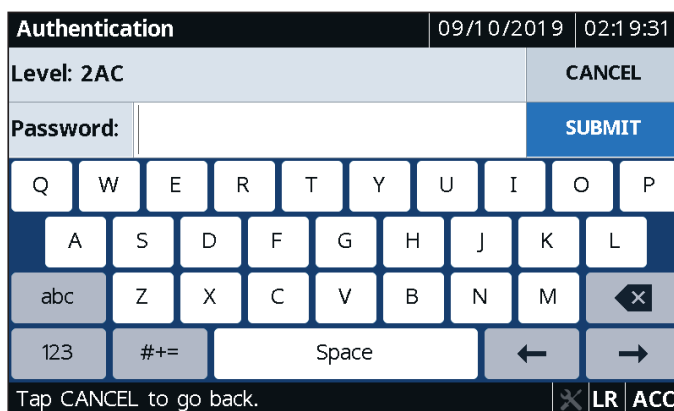 Authentication 09/10/2019 02:19:31
Level: 2AC CANCEL
Password: SUBMIT
Q W E R T Y U I O P
A S D F G H J K L
abc Z X C V B N M
123 #+= Space ← →
Tap CANCEL to go back. LR ACC